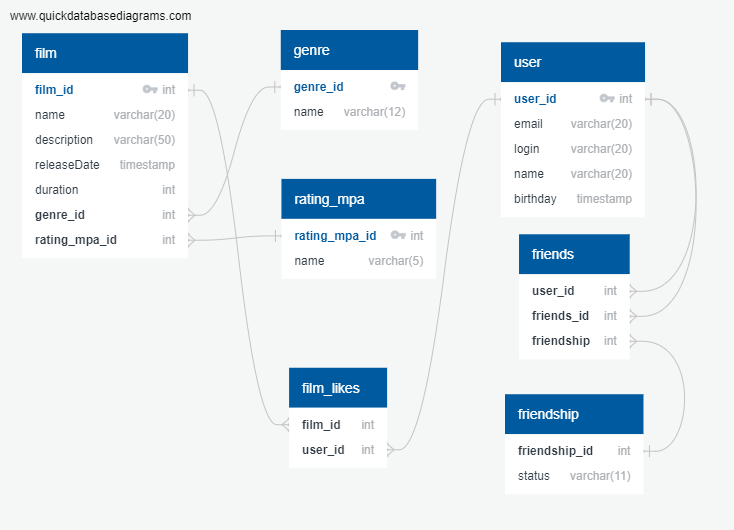 www.quickdatabasediagrams.com
film
film_id int
name varchar(20)
description varchar(50)
releaseDate timestamp
duration int
genre_id int
rating_mpa_id int
genre
genre_id
name varchar(12)
rating_mpa
rating_mpa_id int
name varchar(5)
user
user_id int
email varchar(20)
login varchar(20)
name varchar(20)
birthday timestamp
friends
user_id int
friends_id int
friendship int
film_likes
film_id int
user_id int
friendship
friendship_id int
status varchar(11)